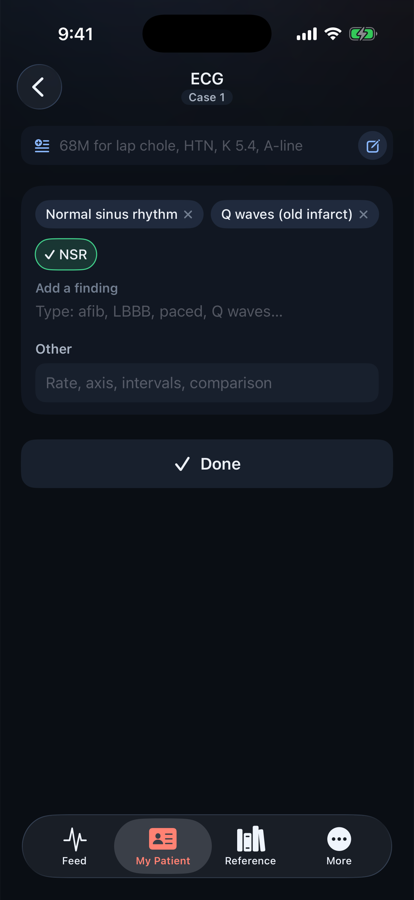 9:41
ECG
Case 1
68M for lap chole, HTN, K 5.4, A-line
Normal sinus rhythm × Q waves (old infarct) ×
✓ NSR
Add a finding
Type: afib, LBBB, paced, Q waves...
Other
Rate, axis, intervals, comparison
✓ Done
Feed My Patient Reference More